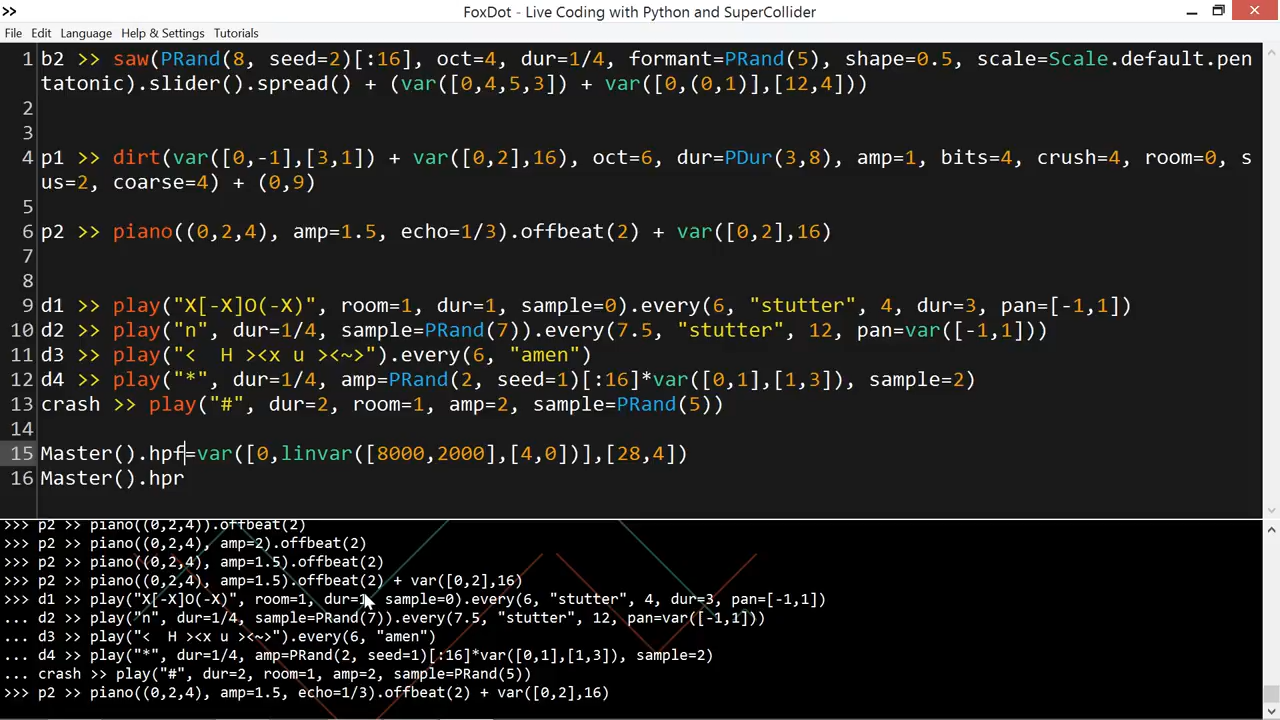 FoxDot - Live Coding with Python and SuperCollider
File Edit Language Help & Settings Tutorials
1 b2 >> saw(PRand(8, seed=2)[:16], oct=4, dur=1/4, formant=PRand(5), shape=0.5, scale=Scale.default.pen
tatonic).slider().spread() + (var([0,4,5,3]) + var([0,(0,1)],[12,4]))
2
3
4 p1 >> dirt(var([0,-1],[3,1]) + var([0,2],16), oct=6, dur=PDur(3,8), amp=1, bits=4, crush=4, room=0, s
us=2, coarse=4) + (0,9)
5
6 p2 >> piano((0,2,4), amp=1.5, echo=1/3).offbeat(2) + var([0,2],16)
7
8
9 d1 >> play("X[-X]O(-X)", room=1, dur=1, sample=0).every(6, "stutter", 4, dur=3, pan=[-1,1])
10 d2 >> play("n", dur=1/4, sample=PRand(7)).every(7.5, "stutter", 12, pan=var([-1,1]))
11 d3 >> play("<  H ><x u ><~>").every(6, "amen")
12 d4 >> play("*", dur=1/4, amp=PRand(2, seed=1)[:16]*var([0,1],[1,3]), sample=2)
13 crash >> play("#", dur=2, room=1, amp=2, sample=PRand(5))
14
15 Master().hpf=var([0,linvar([8000,2000],[4,0])],[28,4])
16 Master().hpr
>>> p2 >> piano((0,2,4)).offbeat(2)
>>> p2 >> piano((0,2,4), amp=2).offbeat(2)
>>> p2 >> piano((0,2,4), amp=1.5).offbeat(2)
>>> p2 >> piano((0,2,4), amp=1.5).offbeat(2) + var([0,2],16)
>>> d1 >> play("X[-X]O(-X)", room=1, dur=1, sample=0).every(6, "stutter", 4, dur=3, pan=[-1,1])
... d2 >> play("n", dur=1/4, sample=PRand(7)).every(7.5, "stutter", 12, pan=var([-1,1]))
... d3 >> play("<  H ><x u ><~>").every(6, "amen")
... d4 >> play("*", dur=1/4, amp=PRand(2, seed=1)[:16]*var([0,1],[1,3]), sample=2)
... crash >> play("#", dur=2, room=1, amp=2, sample=PRand(5))
>>> p2 >> piano((0,2,4), amp=1.5, echo=1/3).offbeat(2) + var([0,2],16)